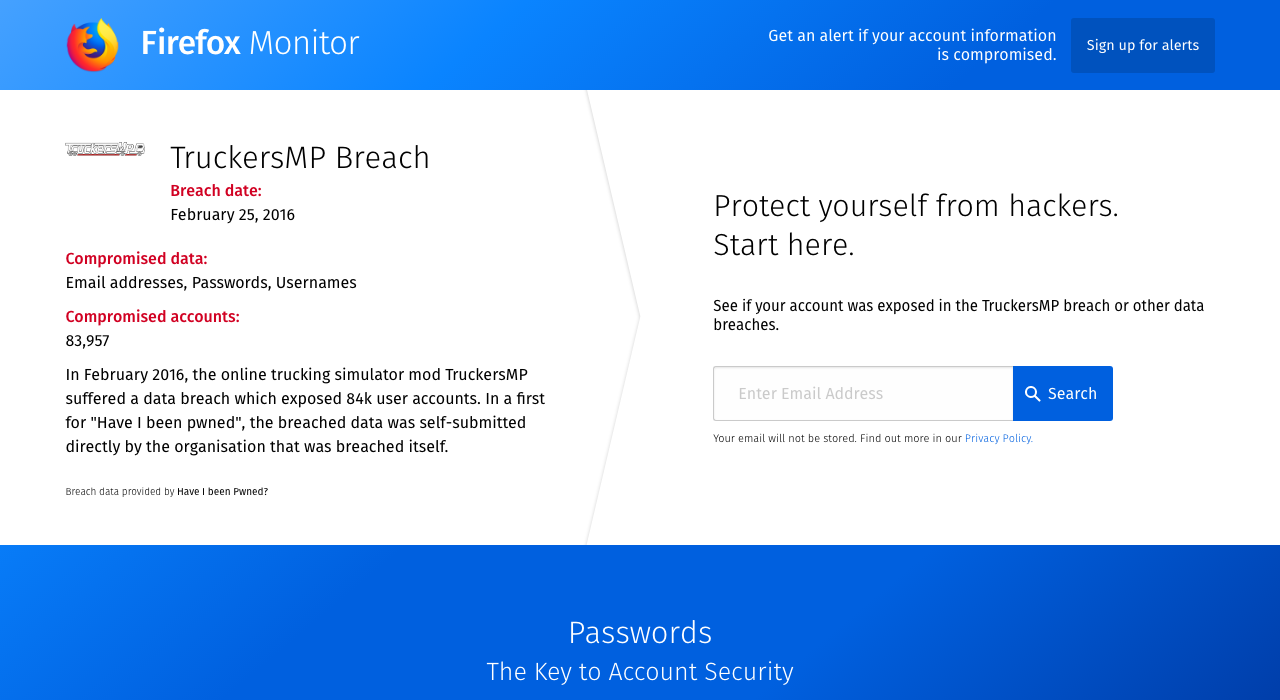 Firefox Monitor
Get an alert if your account information
is compromised.
Sign up for alerts
TruckersMP
TruckersMP Breach
Breach date:
February 25, 2016
Compromised data:
Email addresses, Passwords, Usernames
Compromised accounts:
83,957
In February 2016, the online trucking simulator mod TruckersMP
suffered a data breach which exposed 84k user accounts. In a first
for "Have I been pwned", the breached data was self-submitted
directly by the organisation that was breached itself.
Breach data provided by Have I been Pwned?
Protect yourself from hackers.
Start here.
See if your account was exposed in the TruckersMP breach or other data
breaches.
Enter Email Address
Search
Your email will not be stored. Find out more in our Privacy Policy.
Passwords
The Key to Account Security